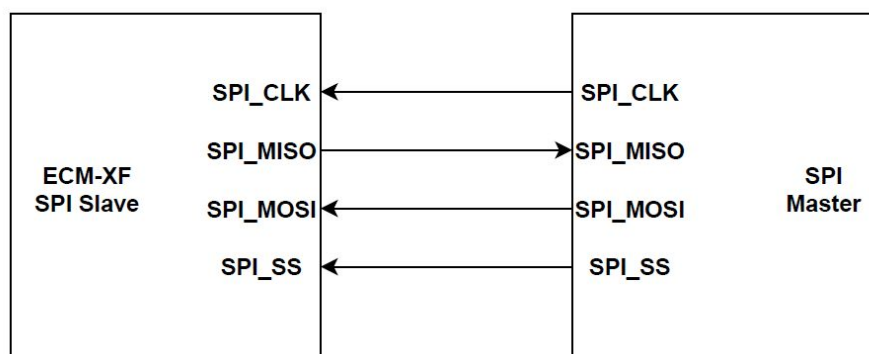 SPI_CLK
SPI_CLK
SPI_MISO
SPI_MISO
ECM-XF
SPI Slave
SPI
Master
SPI_MOSI
SPI_MOSI
SPI_SS
SPI_SS